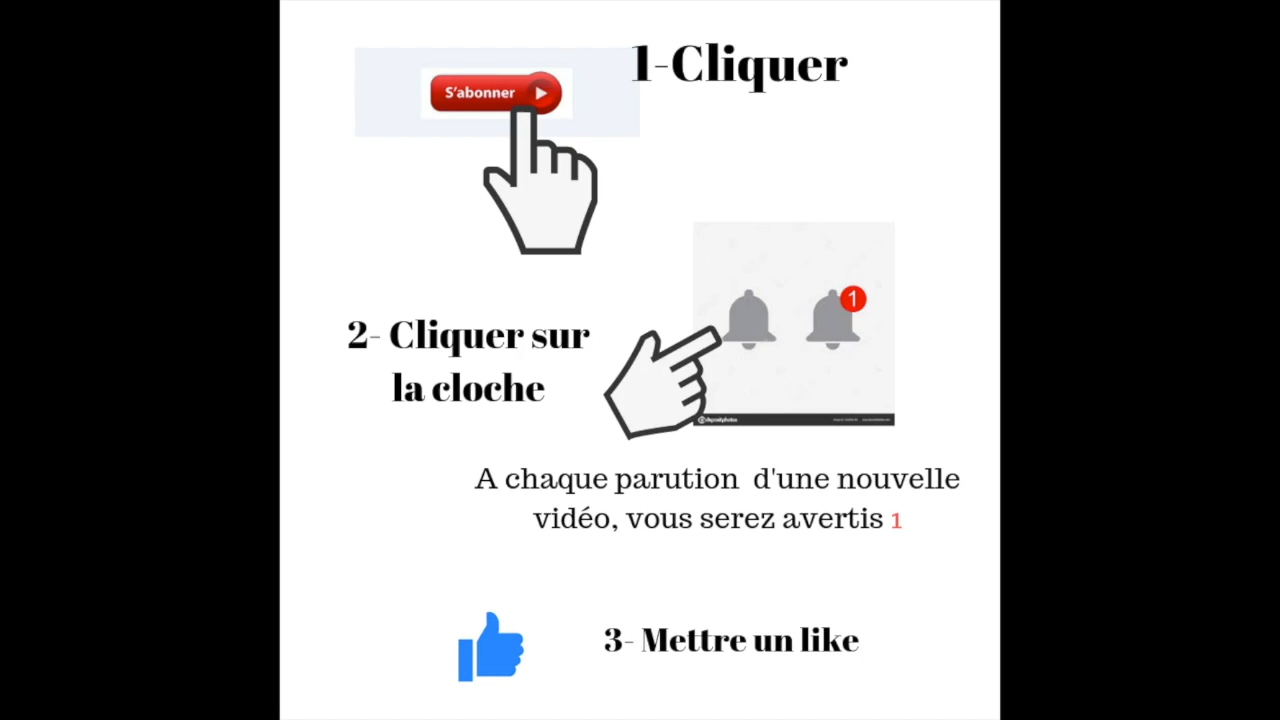 1-Cliquer
S'abonner
1
2- Cliquer sur
la cloche
A chaque parution d'une nouvelle
vidéo, vous serez avertis 1
3- Mettre un like